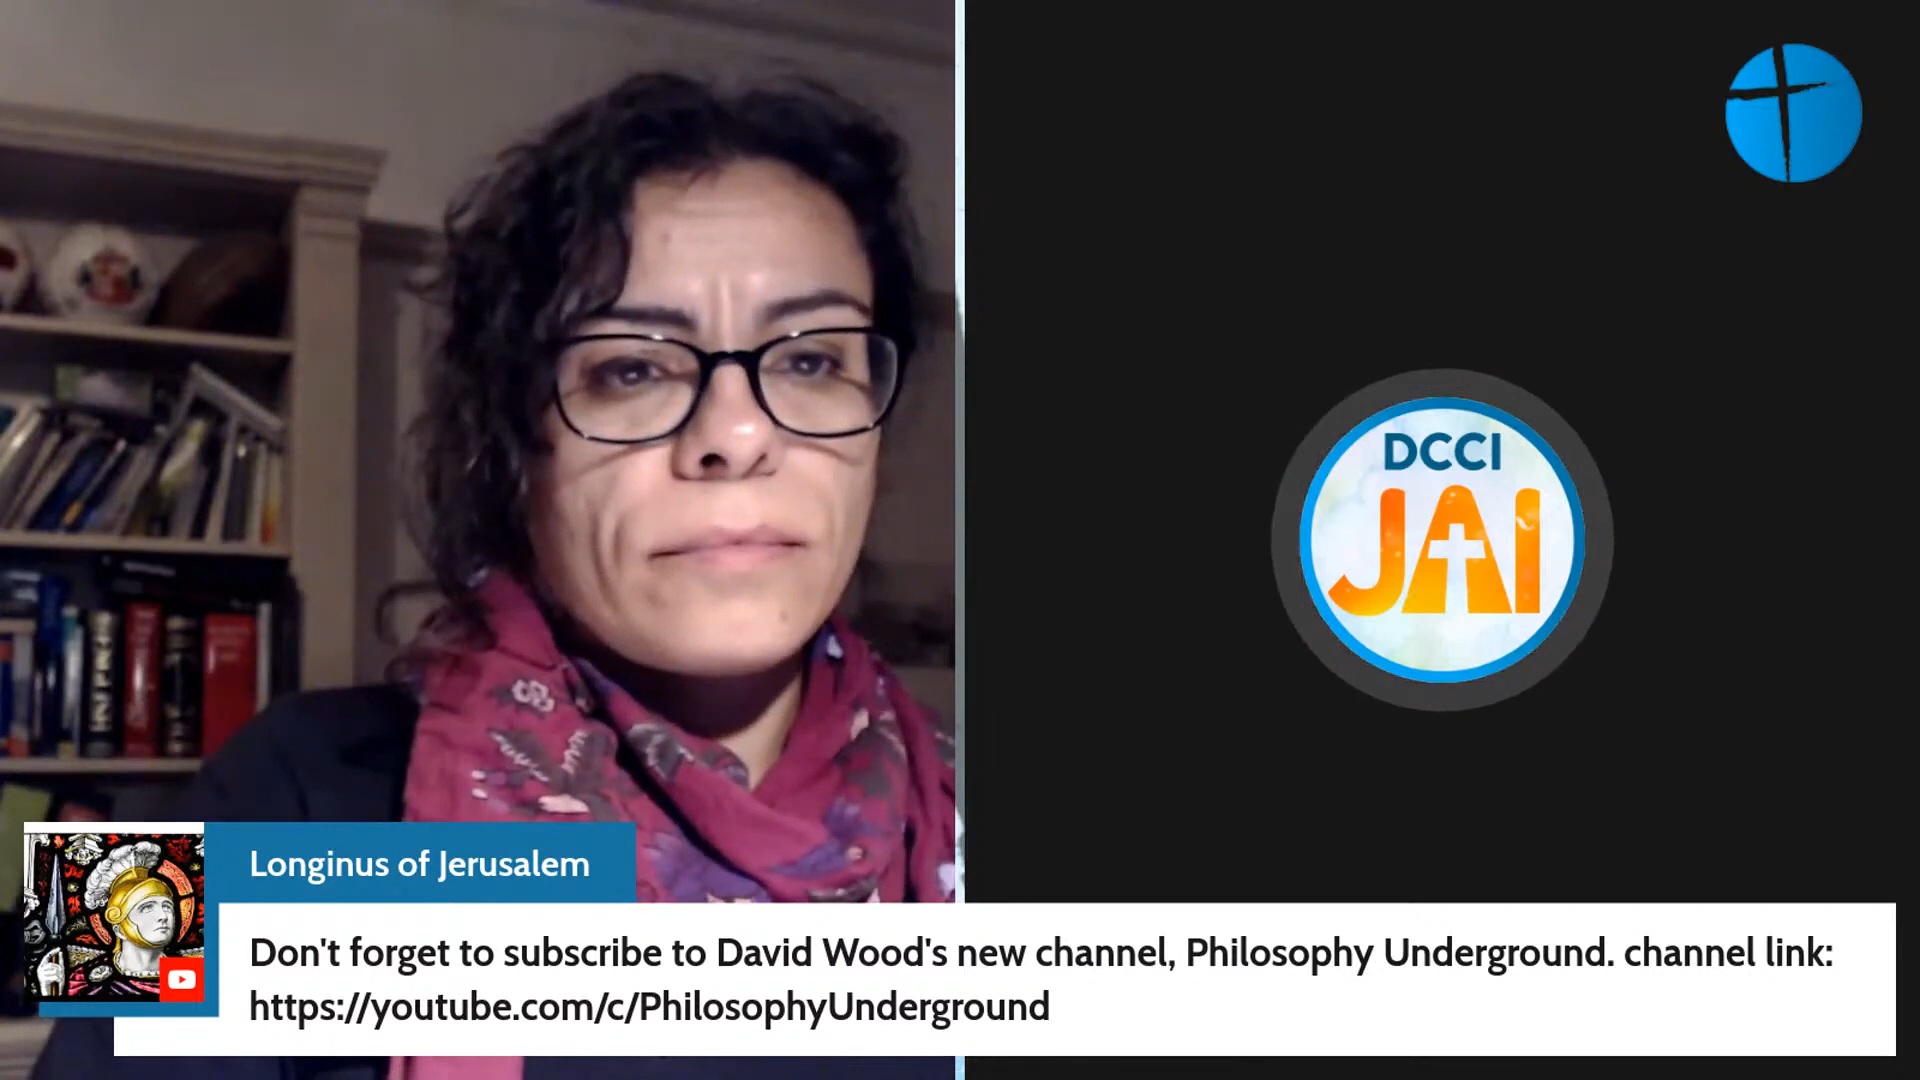 DCCI
JAI
Longinus of Jerusalem
Don't forget to subscribe to David Wood's new channel, Philosophy Underground. channel link:
https://youtube.com/c/PhilosophyUnderground